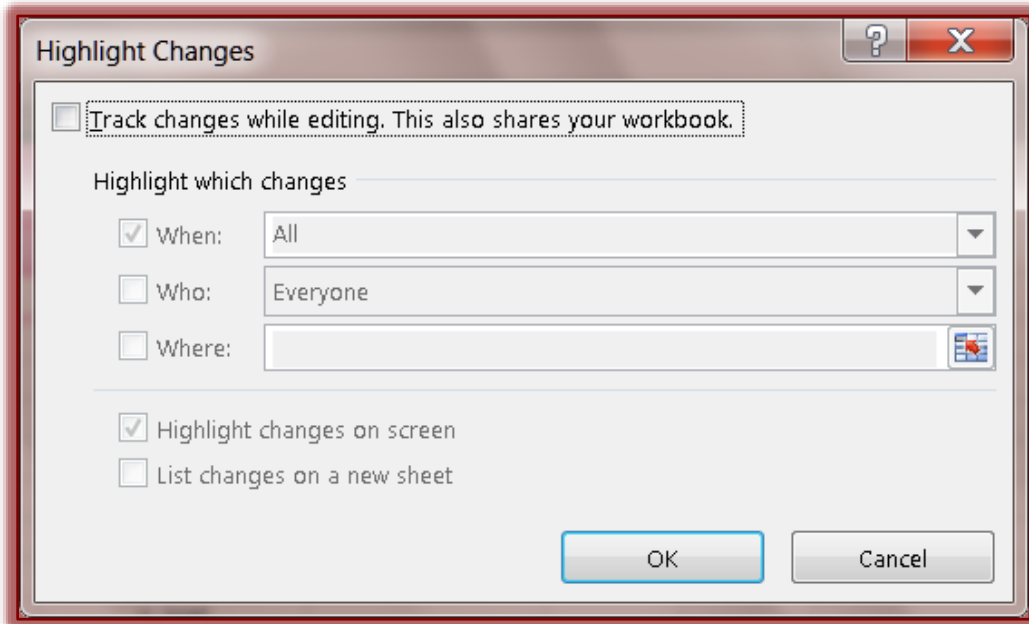 Highlight Changes
Track changes while editing. This also shares your workbook.
Highlight which changes
When: All
Who: Everyone
Where:
Highlight changes on screen
List changes on a new sheet
OK Cancel